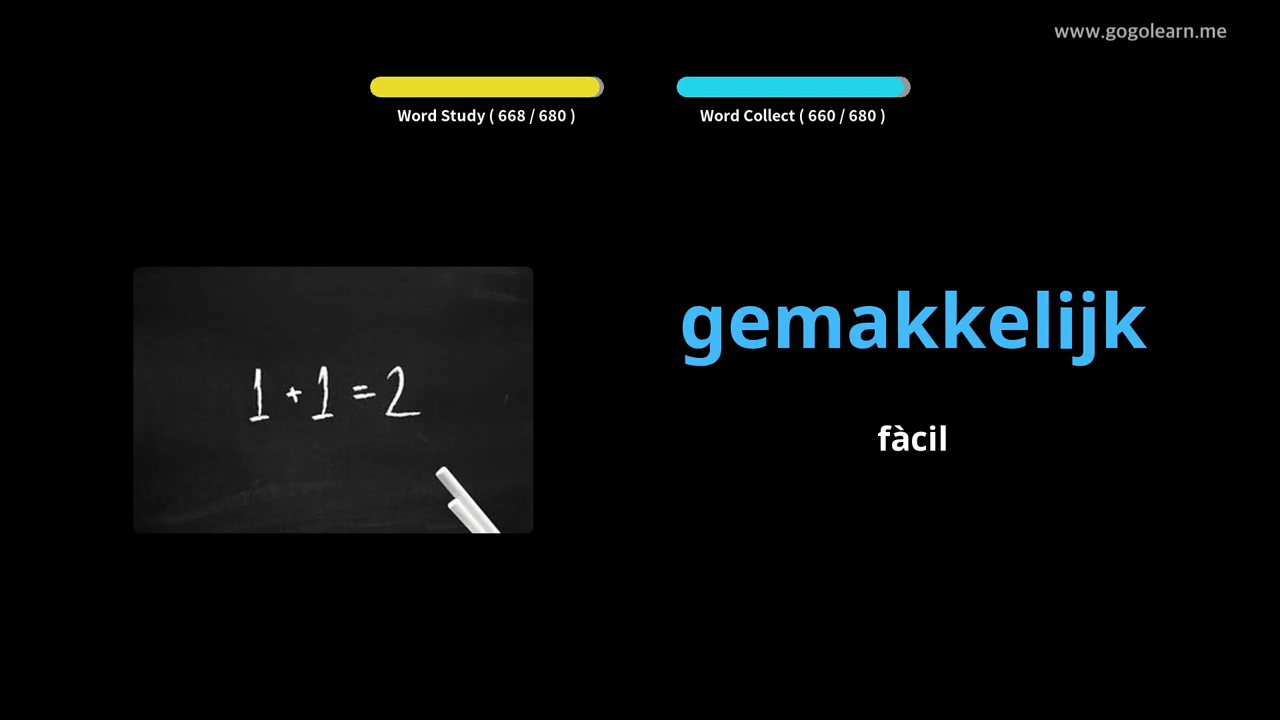 www.gogolearn.me
Word Study ( 668 / 680 )
Word Collect ( 660 / 680 )
1 + 1 = 2
gemakkelijk
fàcil